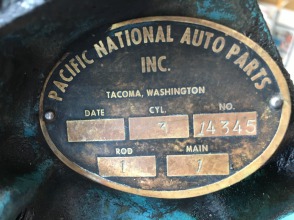 PACIFIC NATIONAL AUTO PARTS
INC.
TACOMA, WASHINGTON
DATE CYL. NO.
3 14345
ROD MAIN
1 1